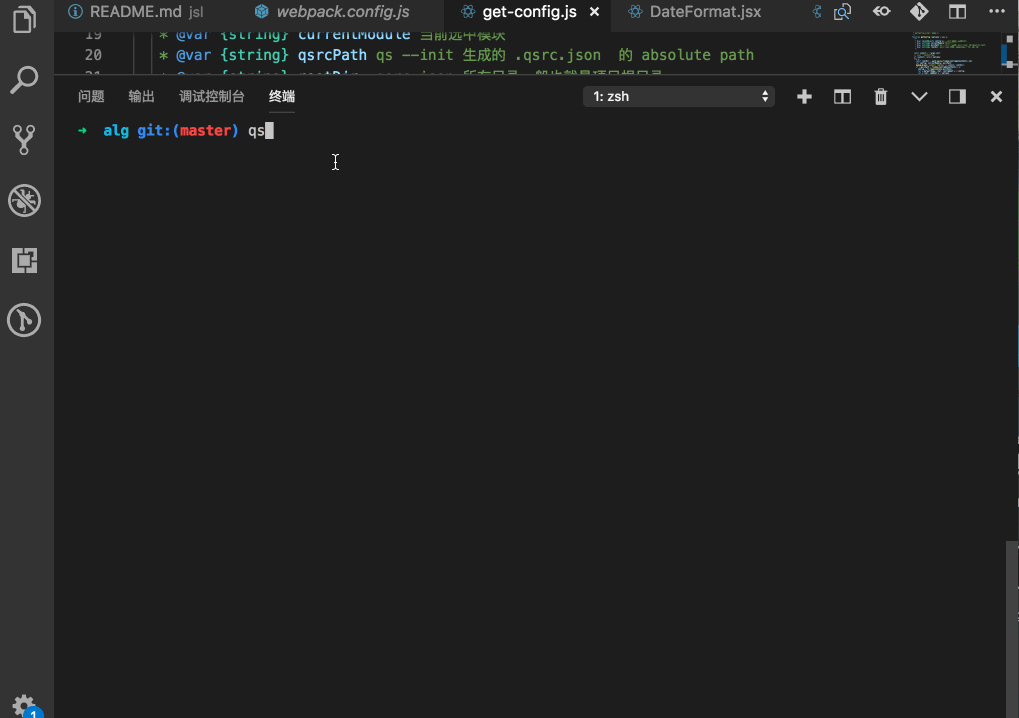 README.md jsl webpack.config.js get-config.js DateFormat.jsx
19 * @var {string} currentModule 当前选中模块
20 * @var {string} qsrcPath qs --init 生成的 .qsrc.json 的 absolute path
问题 输出 调试控制台 终端 1: zsh
→ alg git:(master) qs
1